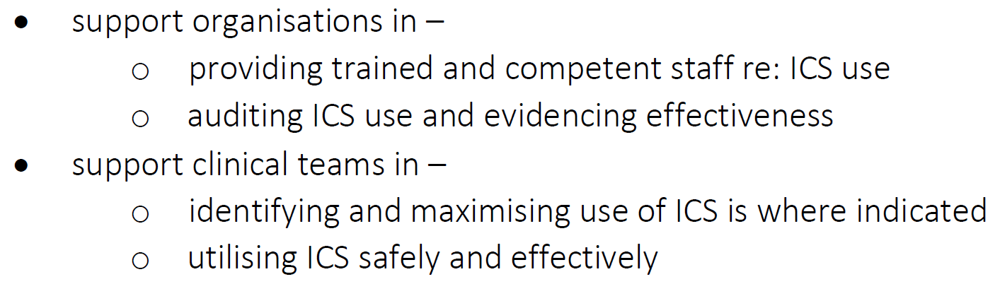 • support organisations in –
o providing trained and competent staff re: ICS use
o auditing ICS use and evidencing effectiveness
• support clinical teams in –
o identifying and maximising use of ICS is where indicated
o utilising ICS safely and effectively